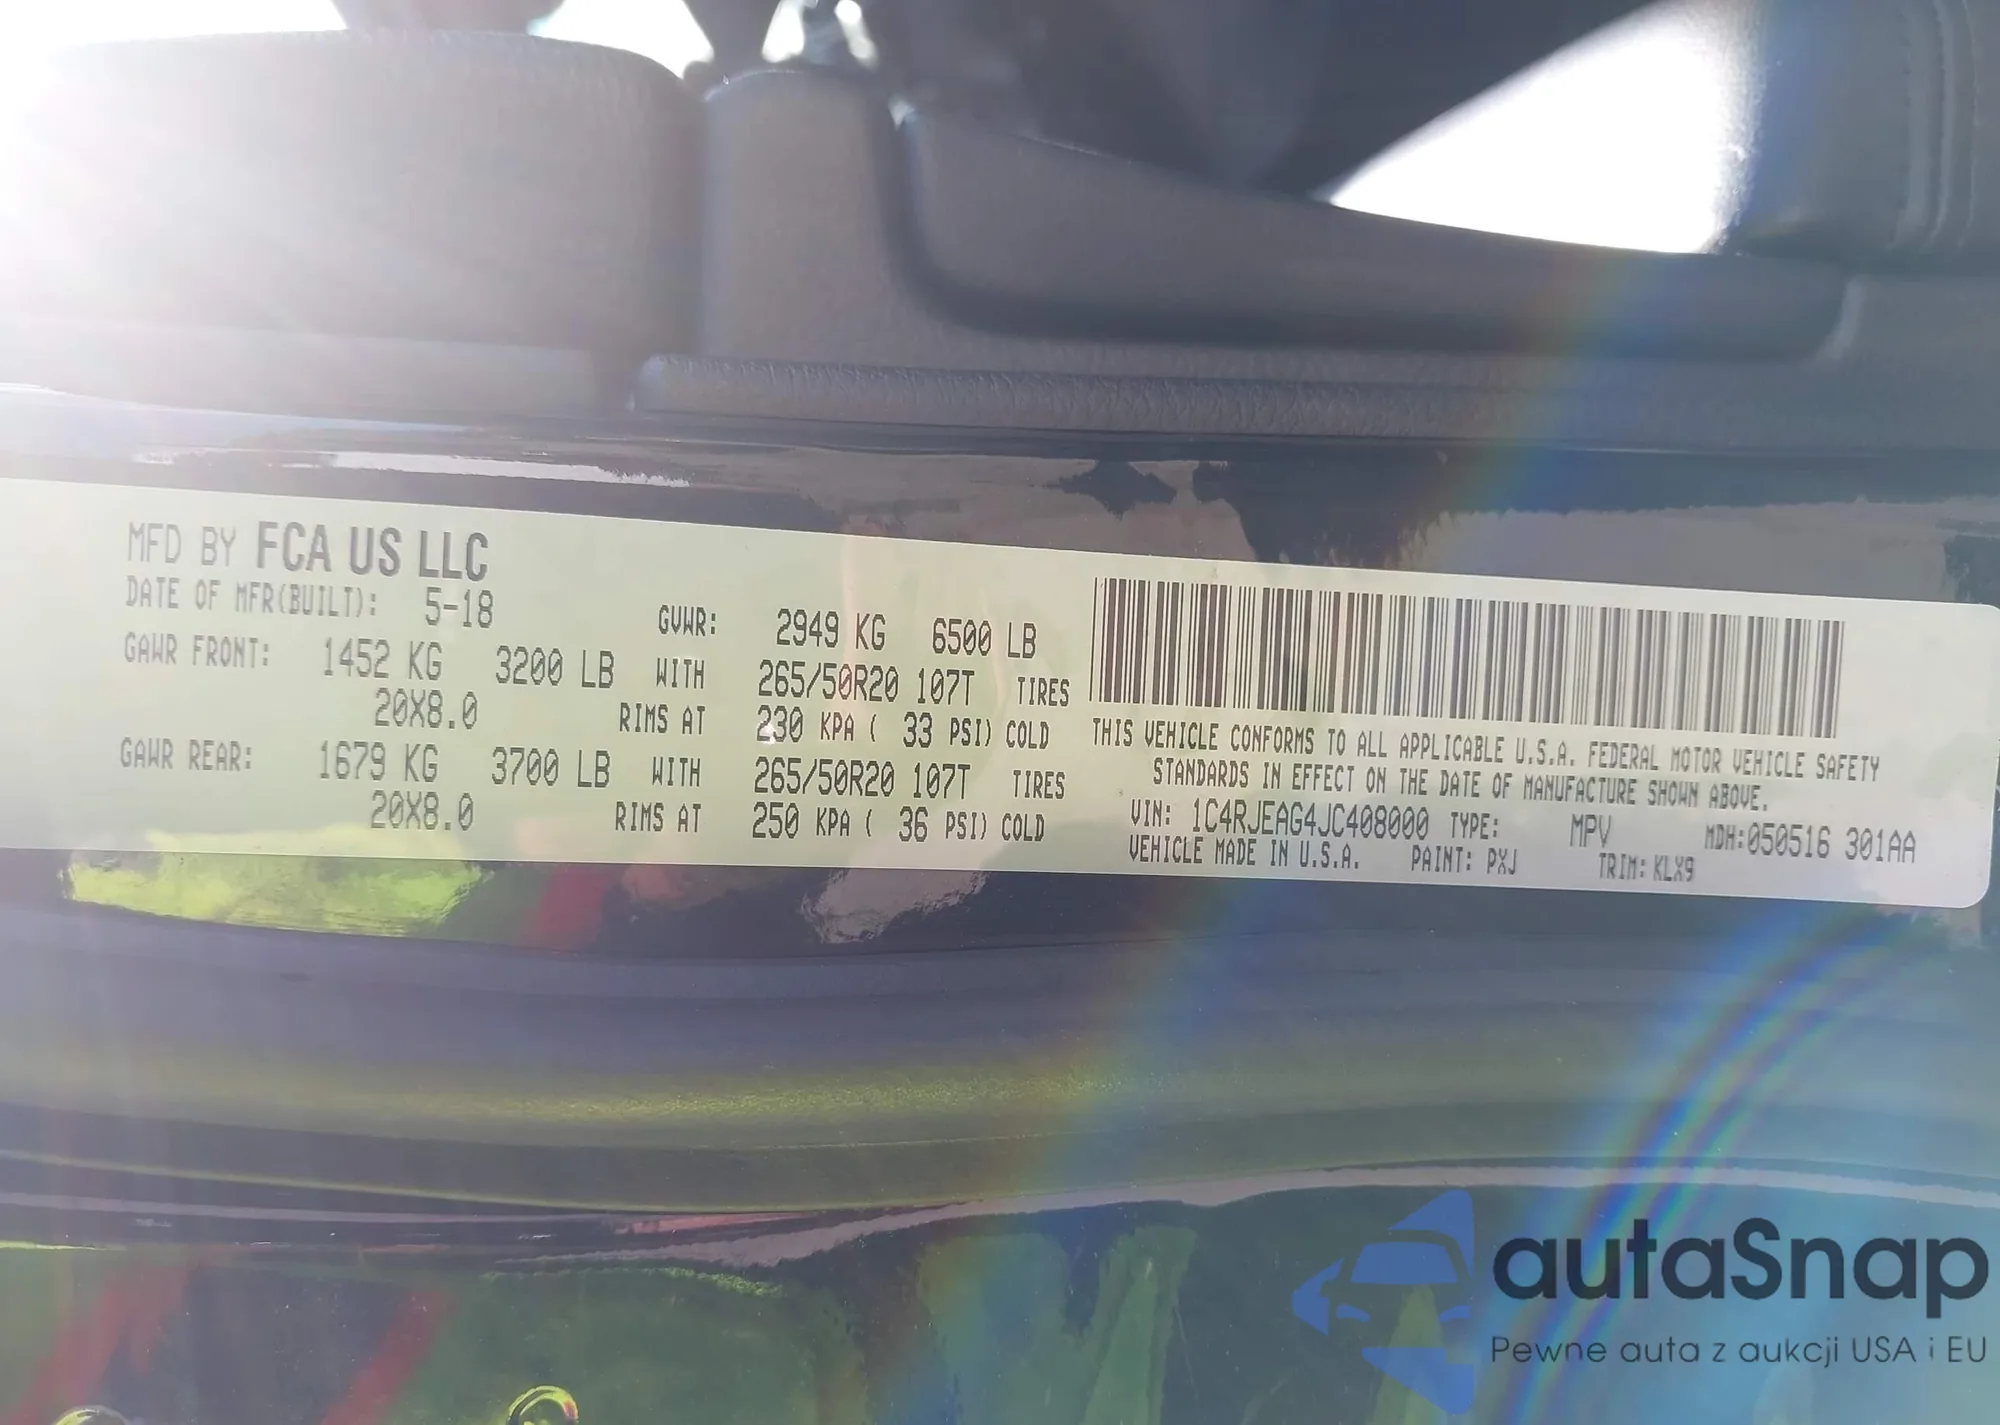 MFD BY FCA US LLC
DATE OF MFR(BUILT): 5-18 GVWR: 2949 KG 6500 LB
GAWR FRONT: 1452 KG 3200 LB WITH 265/50R20 107T TIRES
20X8.0 RIMS AT 230 KPA ( 33 PSI) COLD
GAWR REAR: 1679 KG 3700 LB WITH 265/50R20 107T TIRES
20X8.0 RIMS AT 250 KPA ( 36 PSI) COLD
THIS VEHICLE CONFORMS TO ALL APPLICABLE U.S.A. FEDERAL MOTOR VEHICLE SAFETY
STANDARDS IN EFFECT ON THE DATE OF MANUFACTURE SHOWN ABOVE.
VIN: 1C4RJEAG4JC408000 TYPE: MPV MDH:050516 301AA
VEHICLE MADE IN U.S.A. PAINT: PXJ TRIM: KLX9
autaSnap
Pewne auta z aukcji USA i EU